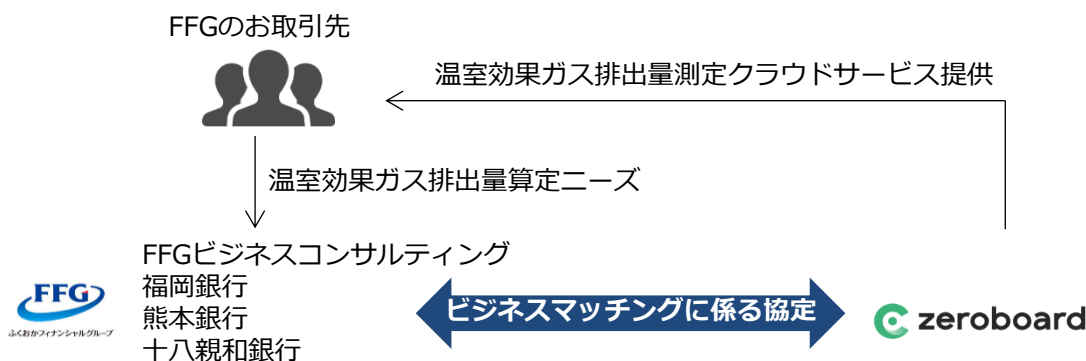 FFGのお取引先
温室効果ガス排出量測定クラウドサービス提供
温室効果ガス排出量算定ニーズ
FFGビジネスコンサルティング
福岡銀行
熊本銀行
十八親和銀行
FFG
ふくおかフィナンシャルグループ
ビジネスマッチングに係る協定
zeroboard